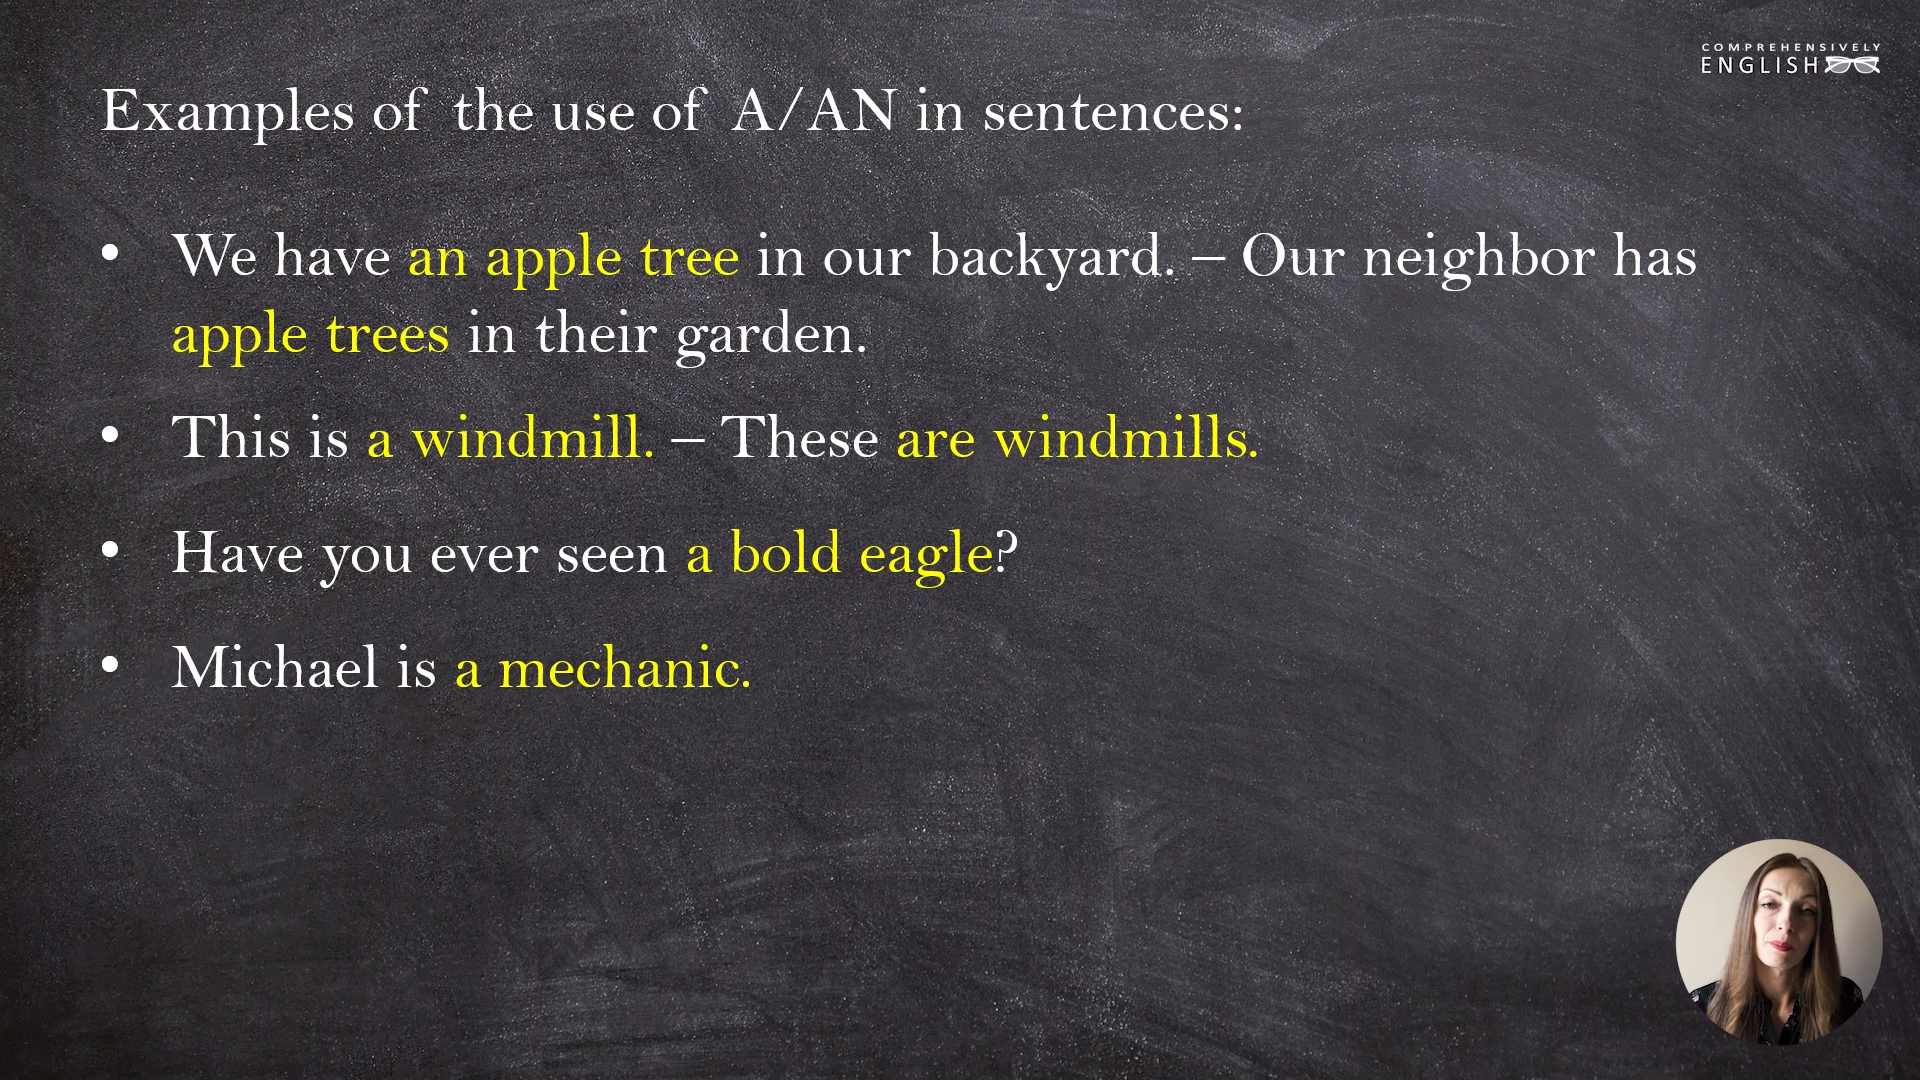 COMPREHENSIVELY
ENGLISH
Examples of the use of A/AN in sentences:
• We have an apple tree in our backyard. – Our neighbor has
apple trees in their garden.
• This is a windmill. – These are windmills.
• Have you ever seen a bold eagle?
• Michael is a mechanic.